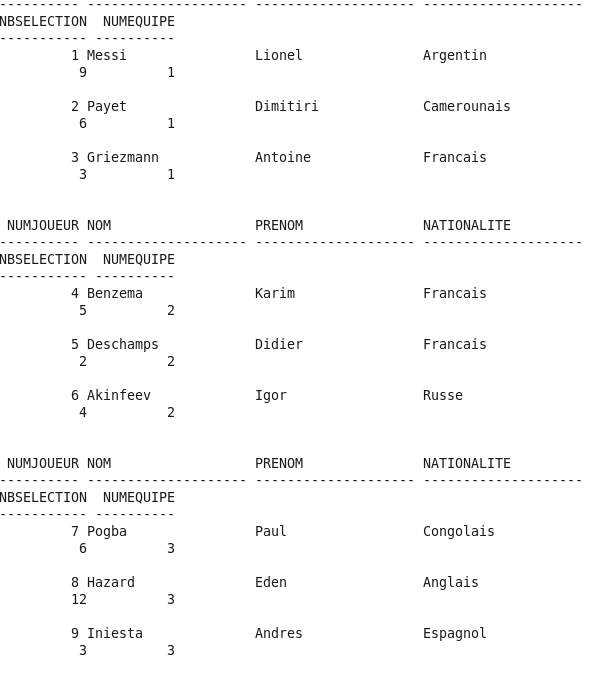 ---------- -------------------- -------------------- --------------------
NBSELECTION  NUMEQUIPE
----------- ----------
         1 Messi                Lionel               Argentin
          9          1

         2 Payet                Dimitiri             Camerounais
          6          1

         3 Griezmann            Antoine              Francais
          3          1


 NUMJOUEUR NOM                  PRENOM               NATIONALITE
---------- -------------------- -------------------- --------------------
NBSELECTION  NUMEQUIPE
----------- ----------
         4 Benzema              Karim                Francais
          5          2

         5 Deschamps            Didier               Francais
          2          2

         6 Akinfeev             Igor                 Russe
          4          2


 NUMJOUEUR NOM                  PRENOM               NATIONALITE
---------- -------------------- -------------------- --------------------
NBSELECTION  NUMEQUIPE
----------- ----------
         7 Pogba                Paul                 Congolais
          6          3

         8 Hazard               Eden                 Anglais
         12          3

         9 Iniesta              Andres               Espagnol
          3          3